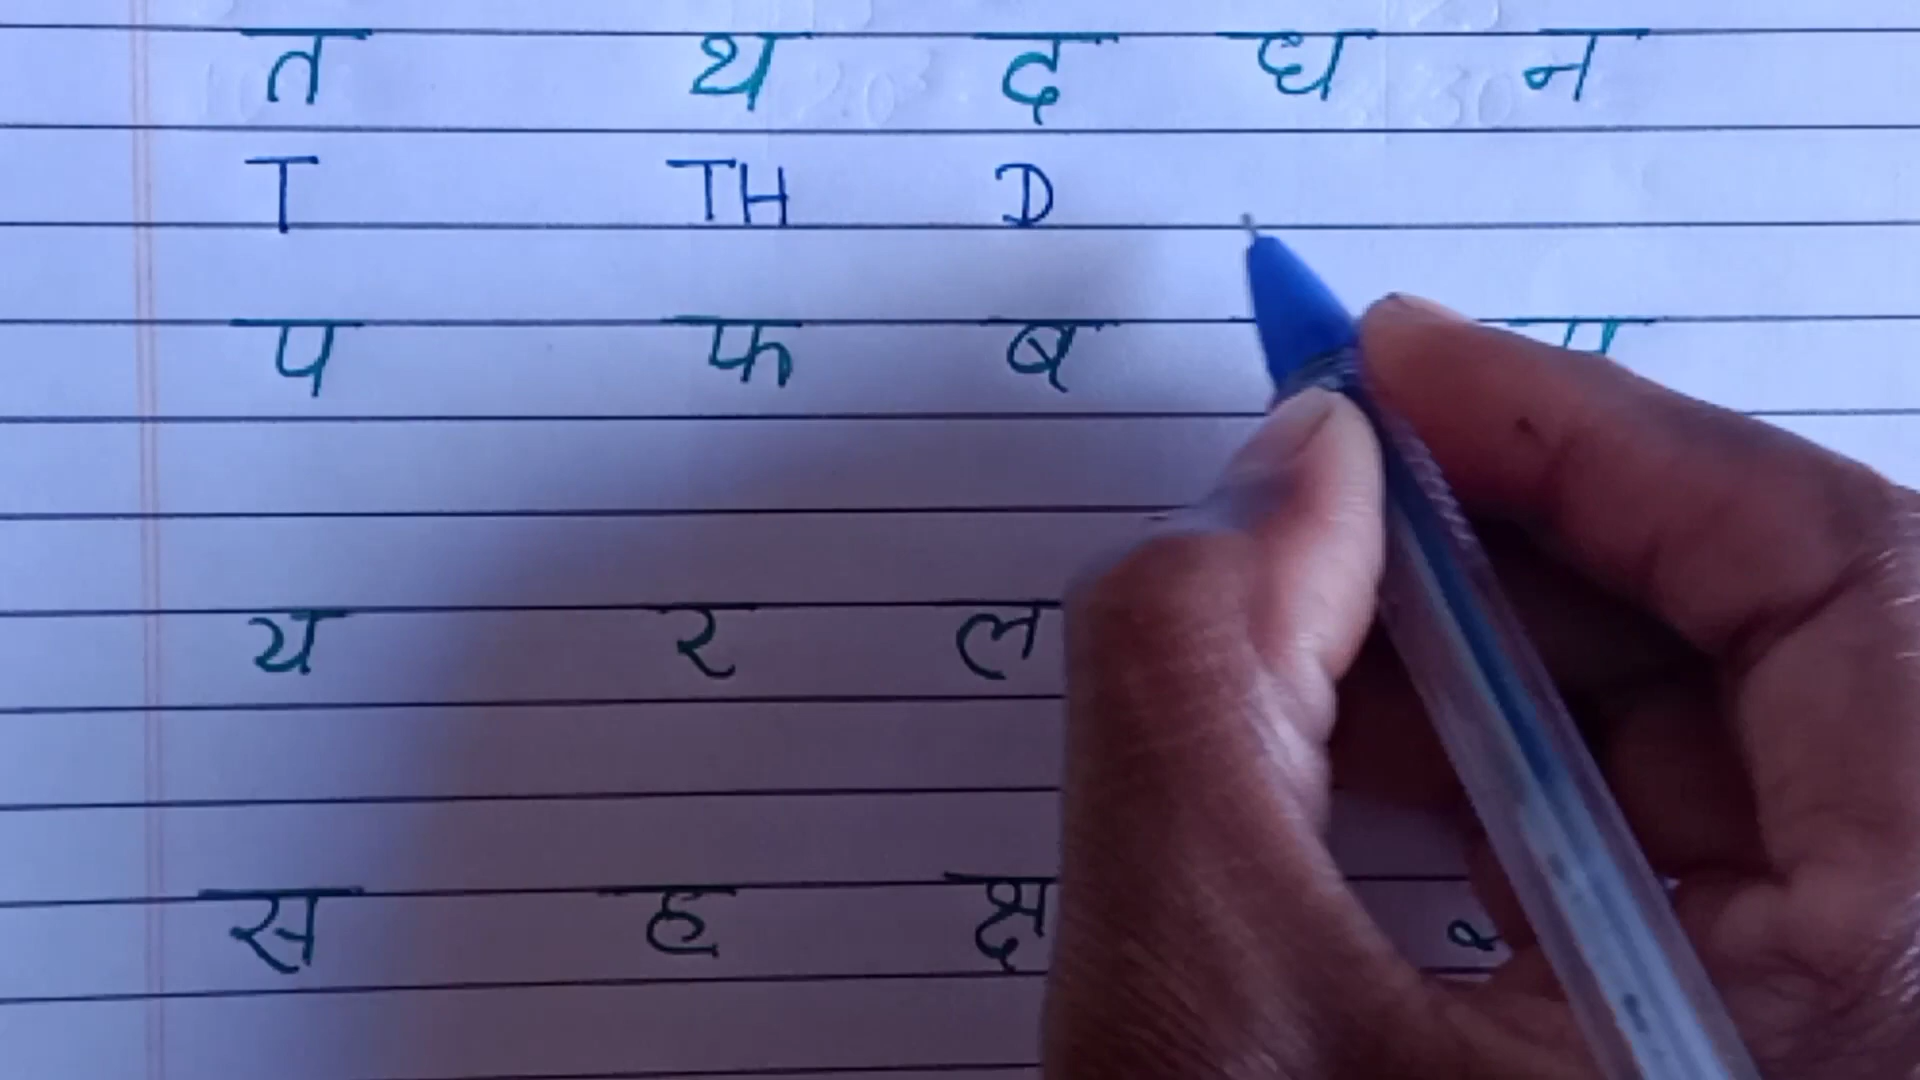 त थ द ध न
T TH D
प फ ब
य र ल
स ह क्ष